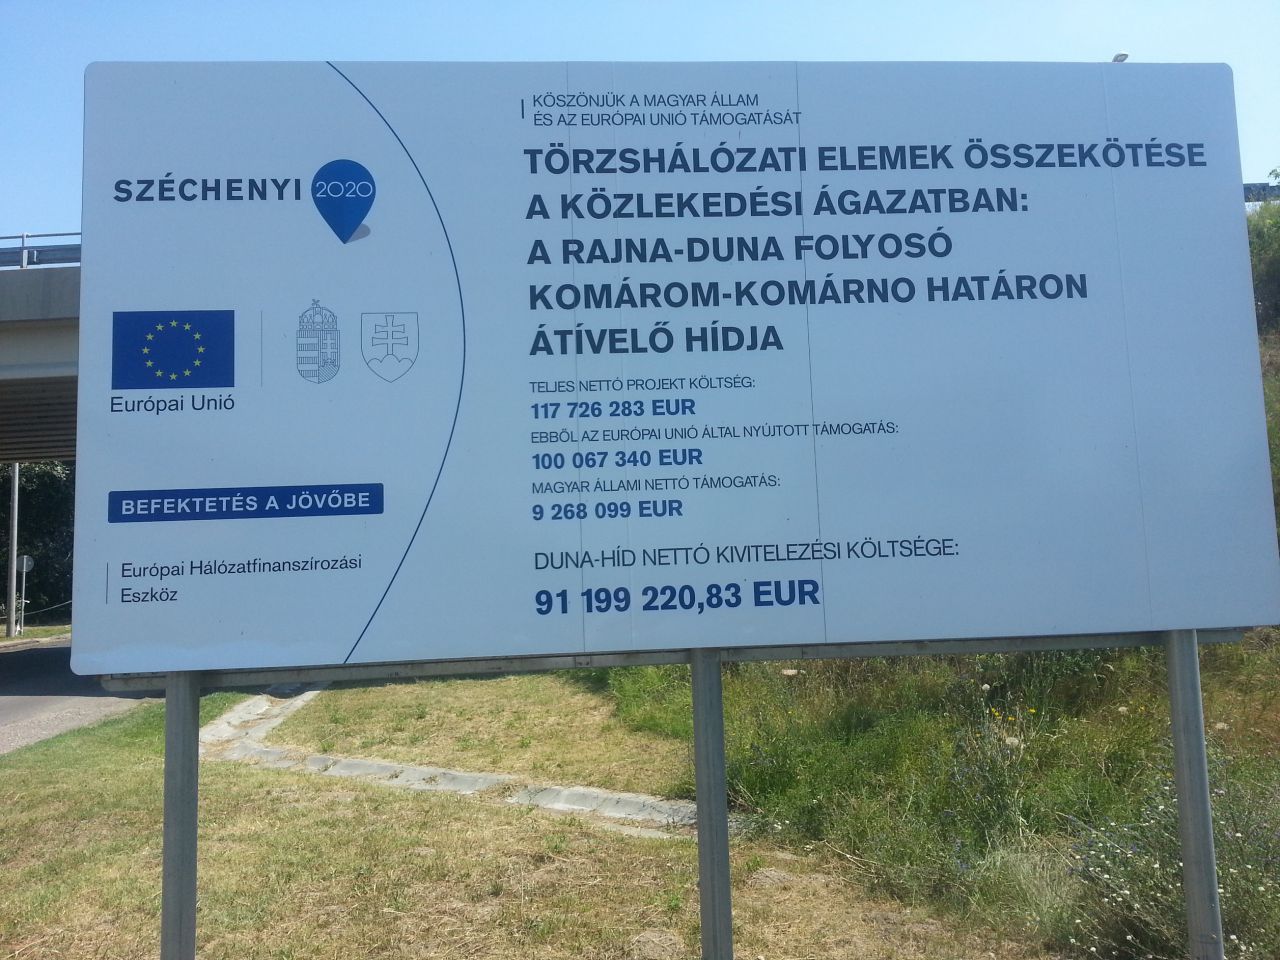 SZÉCHENYI 2020
Európai Unió
BEFEKTETÉS A JÖVŐBE
Európai Hálózatfinanszírozási
Eszköz
KÖSZÖNJÜK A MAGYAR ÁLLAM
ÉS AZ EURÓPAI UNIÓ TÁMOGATÁSÁT
TÖRZSHÁLÓZATI ELEMEK ÖSSZEKÖTÉSE
A KÖZLEKEDÉSI ÁGAZATBAN:
A RAJNA-DUNA FOLYOSÓ
KOMÁROM-KOMÁRNO HATÁRON
ÁTÍVELŐ HÍDJA
TELJES NETTÓ PROJEKT KÖLTSÉG:
117 726 283 EUR
EBBŐL AZ EURÓPAI UNIÓ ÁLTAL NYÚJTOTT TÁMOGATÁS:
100 067 340 EUR
MAGYAR ÁLLAMI NETTÓ TÁMOGATÁS:
9 268 099 EUR
DUNA-HÍD NETTÓ KIVITELEZÉSI KÖLTSÉGE:
91 199 220,83 EUR